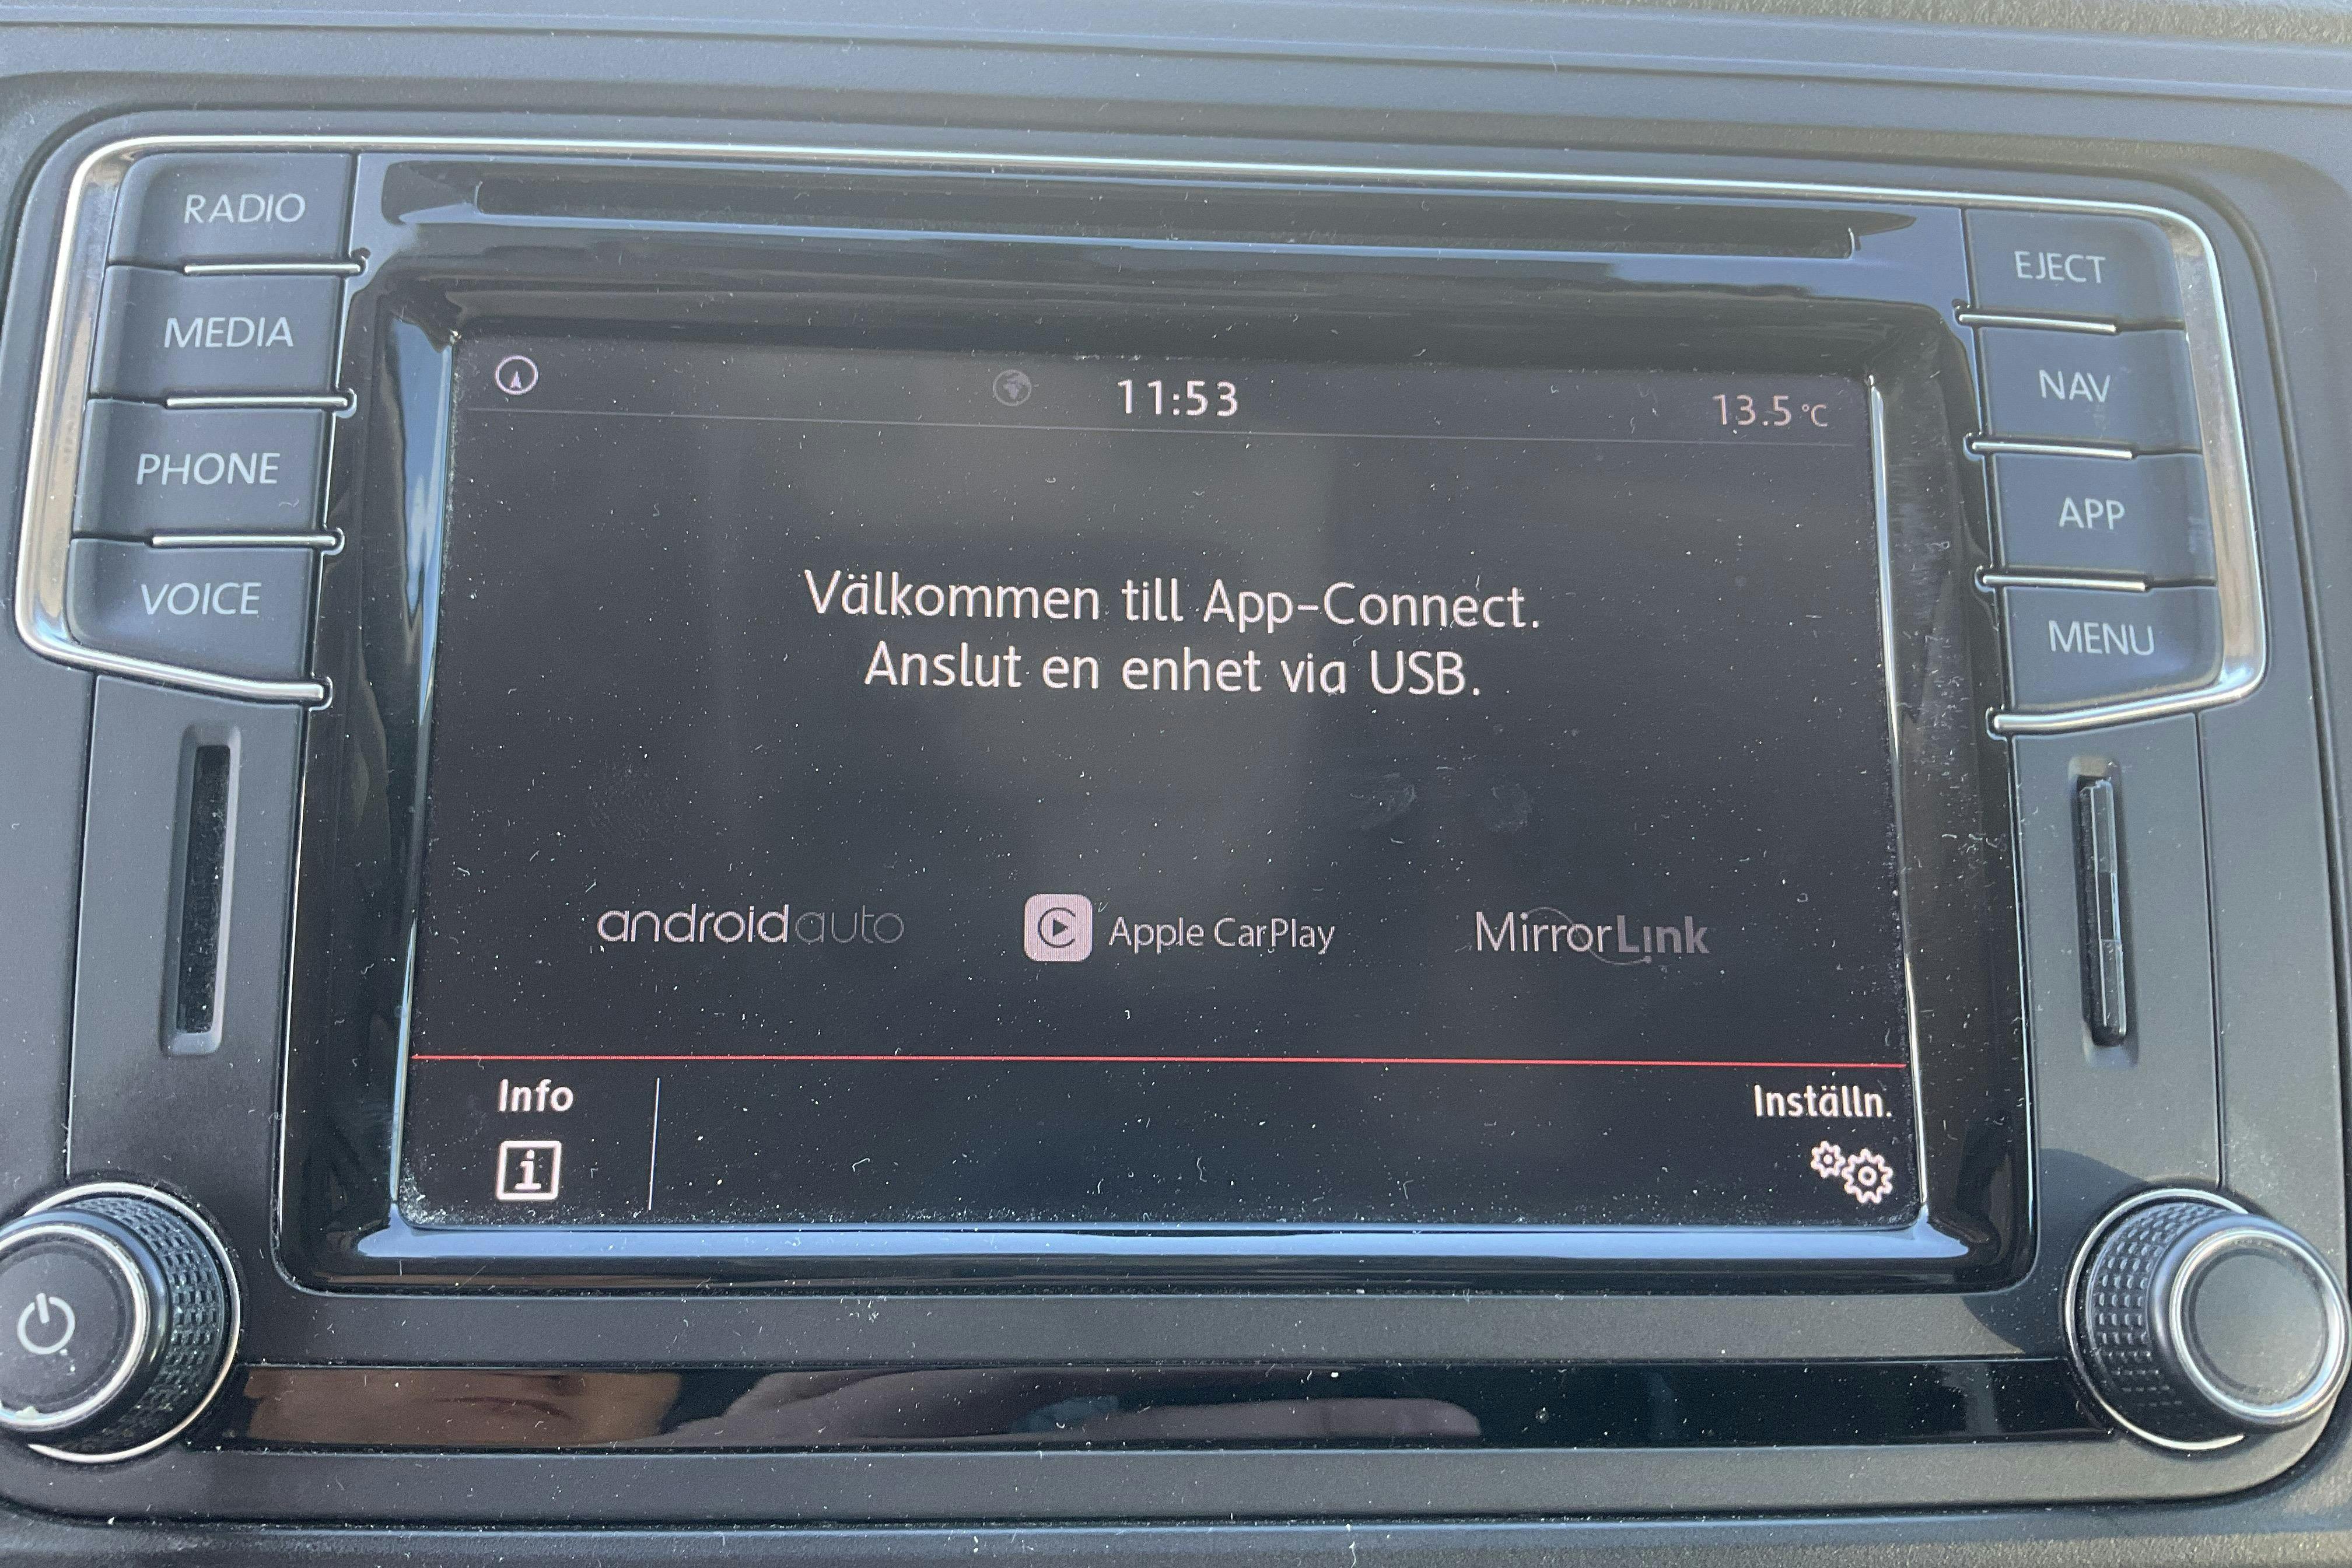 RADIO
MEDIA
PHONE
VOICE
EJECT
NAV
APP
MENU
11:53
13.5 °C
Välkommen till App-Connect.
Anslut en enhet via USB.
androidauto
Apple CarPlay
MirrorLink
Info
Inställn.